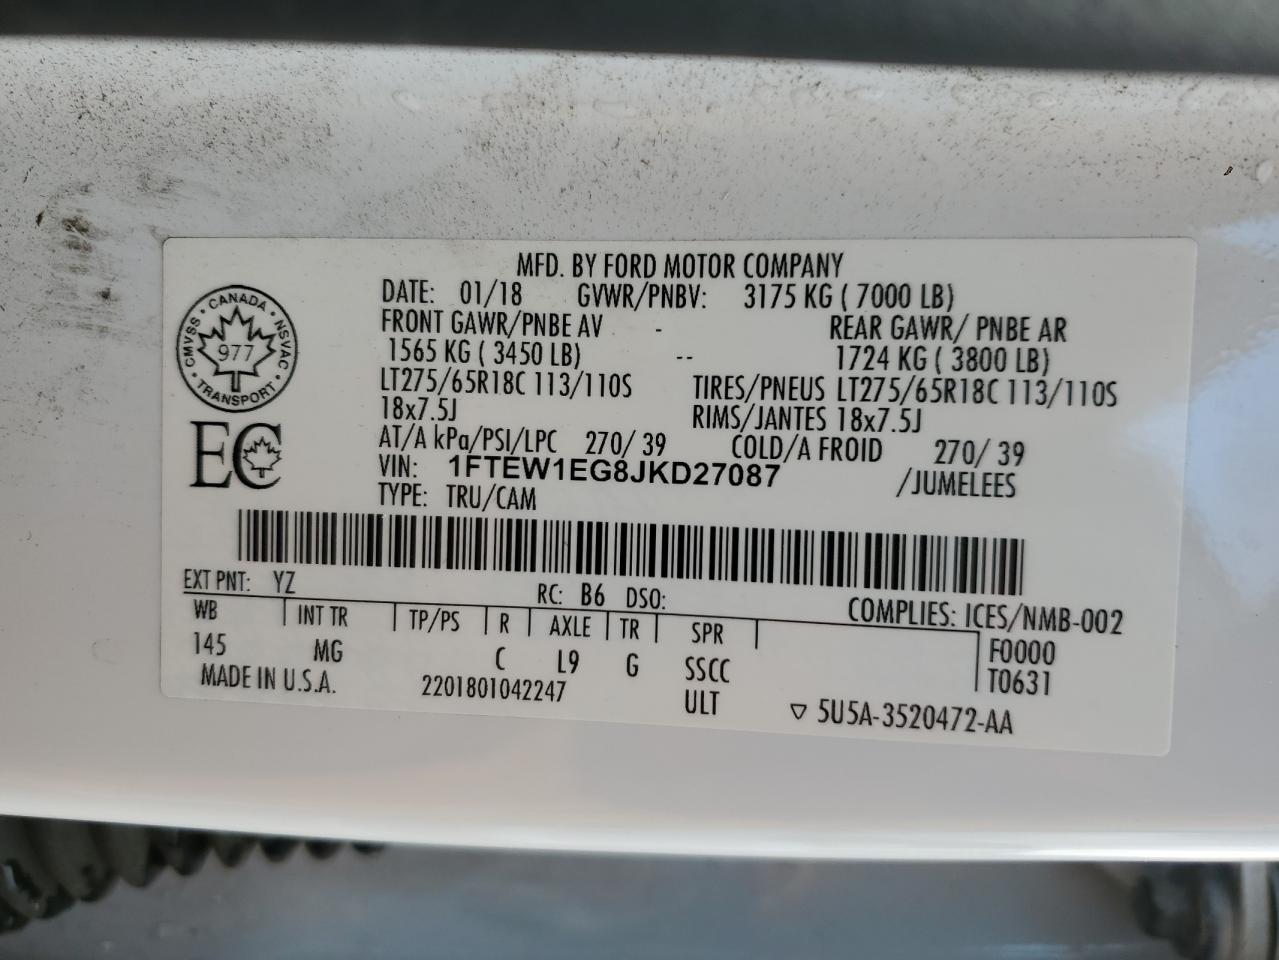 MFD. BY FORD MOTOR COMPANY
DATE: 01/18 GVWR/PNBV: 3175 KG ( 7000 LB)
FRONT GAWR/PNBE AV - REAR GAWR/ PNBE AR
1565 KG ( 3450 LB) -- 1724 KG ( 3800 LB)
LT275/65R18C 113/110S TIRES/PNEUS LT275/65R18C 113/110S
18x7.5J RIMS/JANTES 18x7.5J
AT/A kPa/PSI/LPC 270/ 39 COLD/A FROID 270/ 39
VIN: 1FTEW1EG8JKD27087 /JUMELEES
TYPE: TRU/CAM
CANADA
CMVSS 977 NSVAC
TRANSPORT
EC
EXT PNT: YZ RC: B6 DSO: COMPLIES: ICES/NMB-002
WB | INT TR | TP/PS | R | AXLE | TR | SPR | F0000
145 MG C L9 G SSCC T0631
MADE IN U.S.A. 2201801042247 ULT ▽ 5U5A-3520472-AA